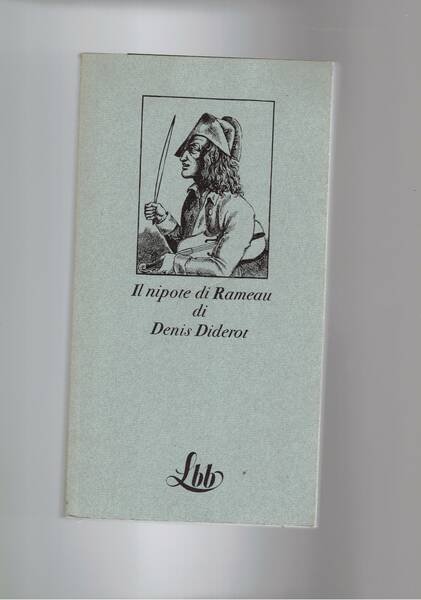 Il nipote di Rameau
di
Denis Diderot
Lbb